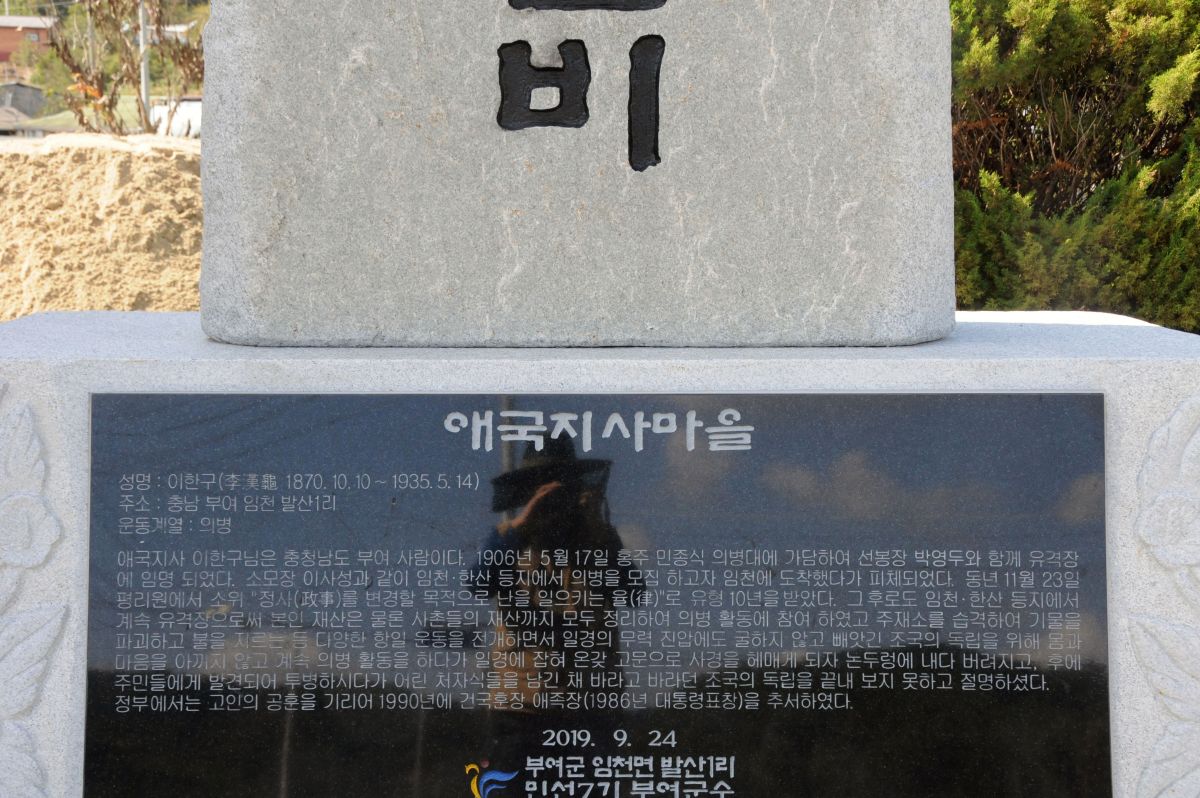 비
애국지사마을
성명 : 이한구(李漢龜 1870. 10. 10 ~ 1935. 5. 14)
주소 : 충남 부여 임천 발산1리
운동계열 : 의병
애국지사 이한구님은 충청남도 부여 사람이다. 1906년 5월 17일 홍주 민종식 의병대에 가담하여 선봉장 박영두와 함께 유격장
에 임명 되었다. 소모장 이사성과 같이 임천·한산 등지에서 의병을 모집 하고자 임천에 도착했다가 피체되었다. 동년 11월 23일
평리원에서 소위 "정사(政事)를 변경할 목적으로 난을 일으키는 율(律)"로 유형 10년을 받았다. 그 후로도 임천·한산 등지에서
계속 유격장으로써 본인 재산은 물론 사촌들의 재산까지 모두 정리하여 의병 활동에 참여 하였고 주재소를 습격하여 기물을
파괴하고 불을 지르는 등 다양한 항일 운동을 전개하면서 일경의 무력 진압에도 굴하지 않고 빼앗긴 조국의 독립을 위해 몸과
마음을 아끼지 않고 계속 의병 활동을 하다가 일경에 잡혀 온갖 고문으로 사경을 헤매게 되자 논두렁에 내다 버려지고, 후에
주민들에게 발견되어 투병하시다가 어린 처자식들을 남긴 채 바라고 바라던 조국의 독립을 끝내 보지 못하고 절명하셨다.
정부에서는 고인의 공훈을 기리어 1990년에 건국훈장 애족장(1986년 대통령표창)을 추서하였다.
2019. 9. 24
부여군 임천면 발산1리
민선7기 부여군수